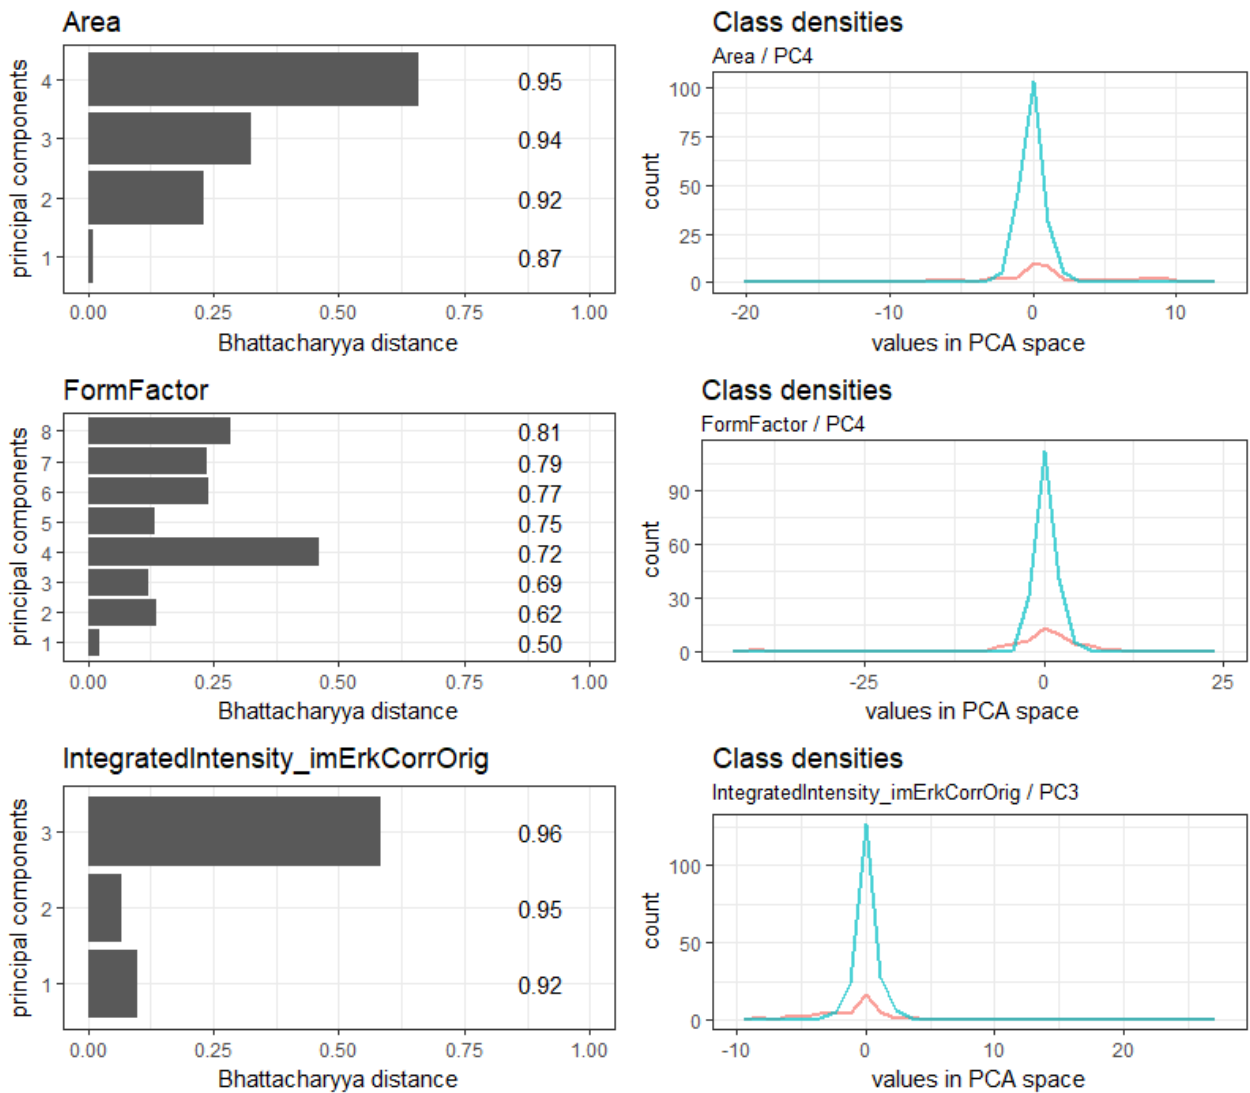 Area
principal components
4
0.95
3
0.94
2
0.92
1
0.87
0.00 0.25 0.50 0.75 1.00
Bhattacharyya distance
Class densities
Area / PC4
count
100
75
50
25
0
-20 -10 0 10
values in PCA space
FormFactor
principal components
8
0.81
7
0.79
6
0.77
5
0.75
4
0.72
3
0.69
2
0.62
1
0.50
0.00 0.25 0.50 0.75 1.00
Bhattacharyya distance
Class densities
FormFactor / PC4
count
90
60
30
0
-25 0 25
values in PCA space
IntegratedIntensity_imErkCorrOrig
principal components
3
0.96
2
0.95
1
0.92
0.00 0.25 0.50 0.75 1.00
Bhattacharyya distance
Class densities
IntegratedIntensity_imErkCorrOrig / PC3
count
100
50
0
-10 0 10 20
values in PCA space